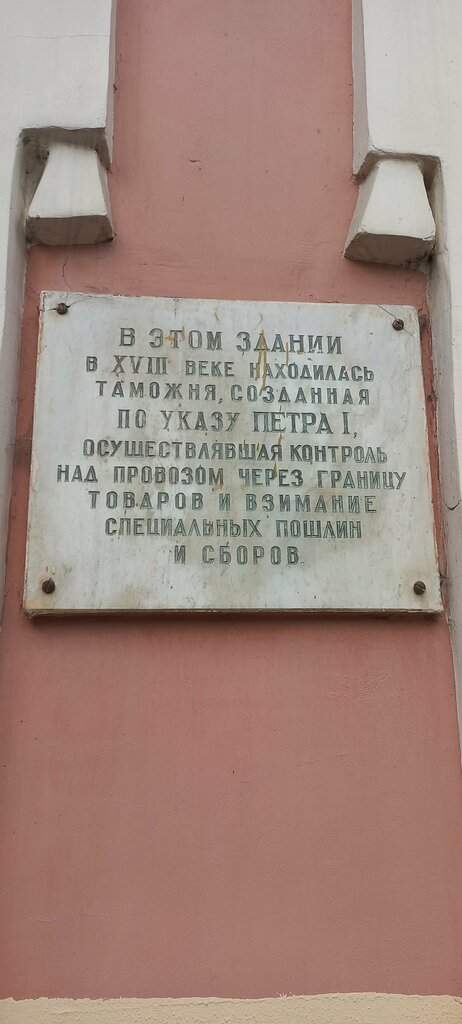 В ЭТОМ ЗДАНИИ
В XVIII ВЕКЕ НАХОДИЛАСЬ
ТАМОЖНЯ, СОЗДАННАЯ
ПО УКАЗУ ПЕТРА I,
ОСУЩЕСТВЛЯВШАЯ КОНТРОЛЬ
НАД ПРОВОЗОМ ЧЕРЕЗ ГРАНИЦУ
ТОВАРОВ И ВЗИМАНИЕ
СПЕЦИАЛЬНЫХ ПОШЛИН
И СБОРОВ.